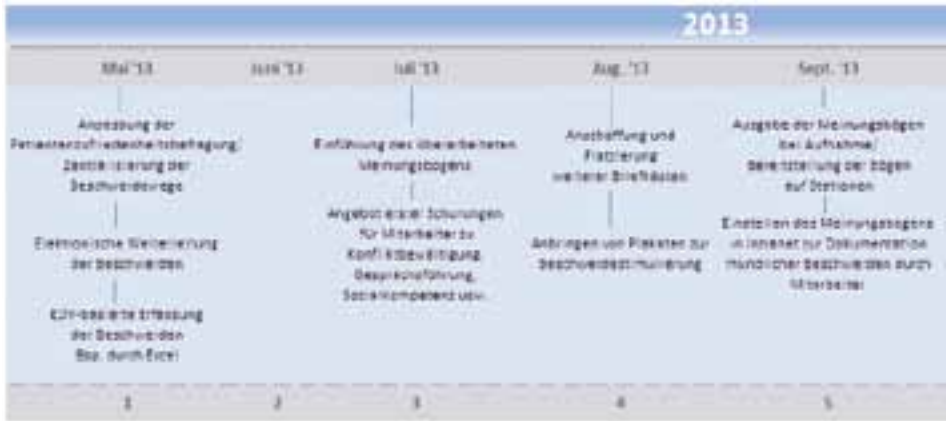 2013
Mai '13
Juni '13
Juli '13
Aug. '13
Sept. '13
Anpassung der
Patientenzufriedenheitsbefragung/
Zentralisierung der
Beschwerdewege
Elektronische Weiterleitung
der Beschwerden
EDV-basierte Erfassung
der Beschwerden
Bsp. durch Excel
Einführung des überarbeiteten
Meinungsbogens
Angebot erster Schulungen
für Mitarbeiter zu
Konfliktbewältigung
Gesprächsführung,
Sozialkompetenz usw.
Anschaffung und
Platzierung
weiterer Briefkästen
Anbringen von Plakaten zur
Beschwerdestimulierung
Ausgabe der Meinungsbögen
bei Aufnahme/
Bereitstellung der Bögen
auf Stationen
Einstellen des Meinungsbogens
in Intranet zur Dokumentation
mündlicher Beschwerden durch
Mitarbeiter
1
2
3
4
5